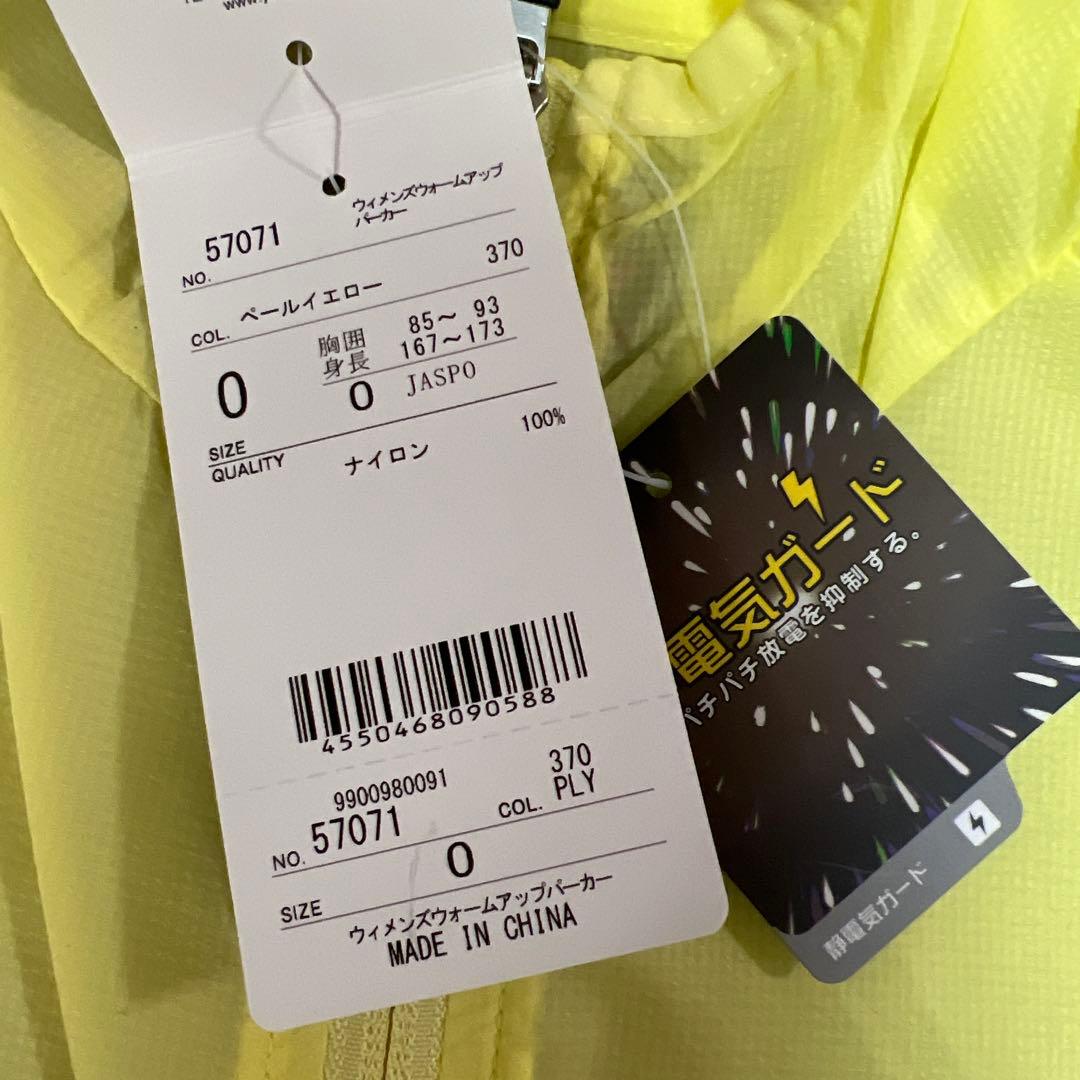 ウィメンズウォームアップ
パーカー
NO. 57071
370
COL. ペールイエロー
胸囲 85～ 93
身長 167～173
0
0 JASPO
SIZE
QUALITY
ナイロン 100%
4550468090588
9900980091
370
NO. 57071 COL. PLY
SIZE 0
ウィメンズウォームアップパーカー
MADE IN CHINA
電気ガード
パチパチ放電を抑制する。
静電気ガード